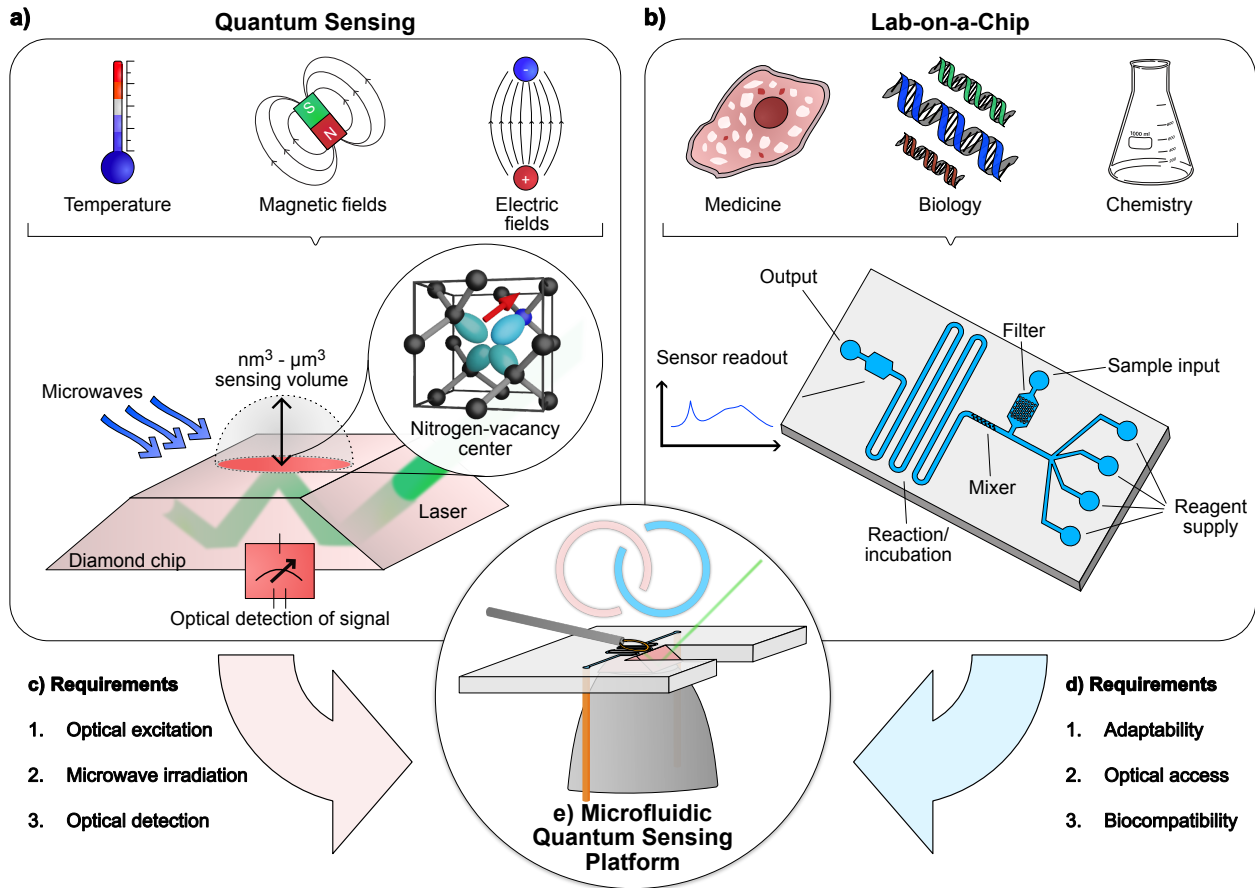 a)
Quantum Sensing
S
N
-
+
Temperature
Magnetic fields
Electric
fields
nm³ - µm³
sensing volume
Microwaves
Nitrogen-vacancy
center
Laser
Diamond chip
Optical detection of signal
b)
Lab-on-a-Chip
1000 ml
Medicine
Biology
Chemistry
Output
Filter
Sensor readout
Sample input
Mixer
Reaction/
incubation
Reagent
supply
c) Requirements
1. Optical excitation
2. Microwave irradiation
3. Optical detection
d) Requirements
1. Adaptability
2. Optical access
3. Biocompatibility
e) Microfluidic
Quantum Sensing
Platform